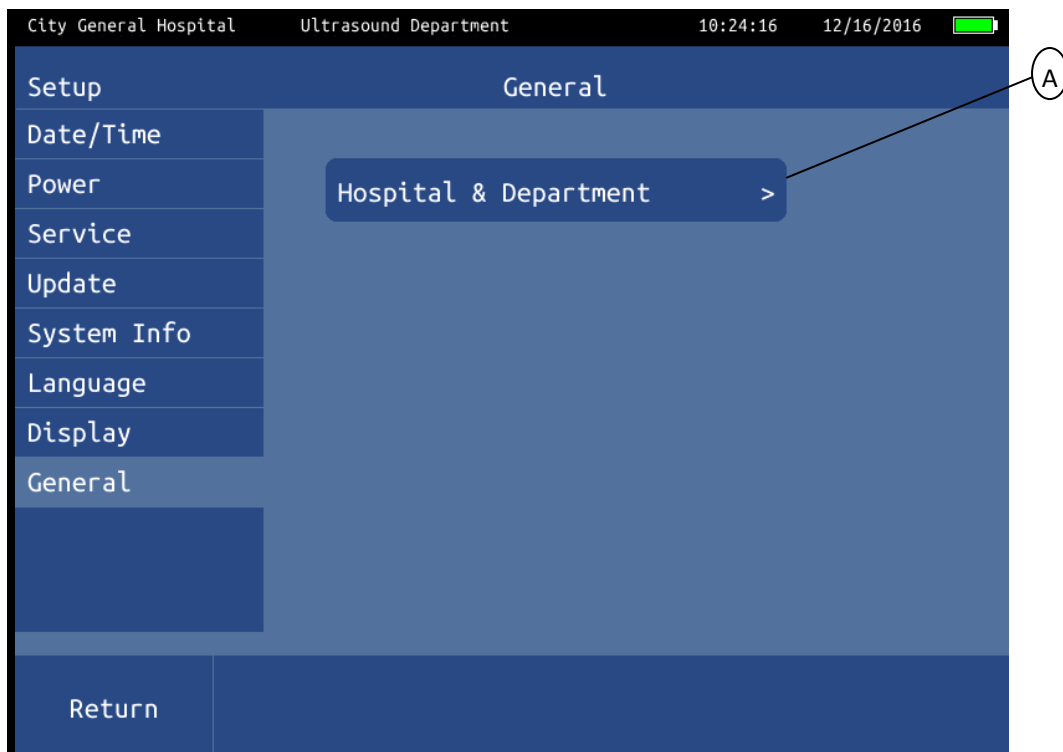 City General Hospital Ultrasound Department 10:24:16 12/16/2016
Setup General
A
Date/Time
Power
Hospital & Department >
Service
Update
System Info
Language
Display
General
Return